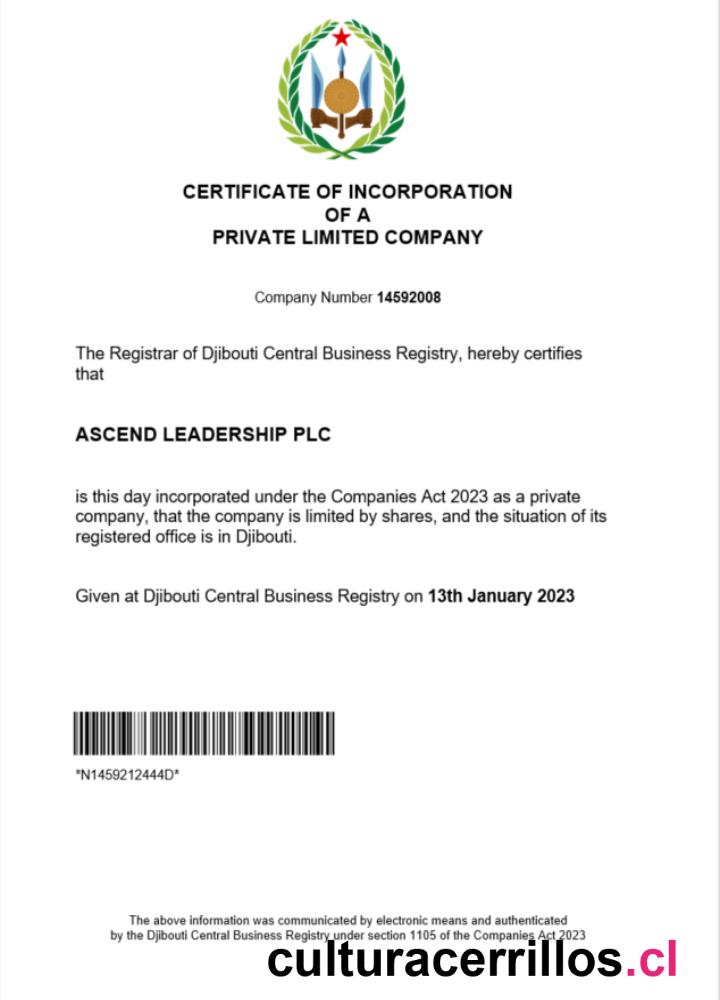 CERTIFICATE OF INCORPORATION
OF A
PRIVATE LIMITED COMPANY
Company Number 14592008
The Registrar of Djibouti Central Business Registry, hereby certifies
that
ASCEND LEADERSHIP PLC
is this day incorporated under the Companies Act 2023 as a private
company, that the company is limited by shares, and the situation of its
registered office is in Djibouti.
Given at Djibouti Central Business Registry on 13th January 2023
*N1459212444D*
The above information was communicated by electronic means and authenticated
by the Djibouti Central Business Registry under section 1105 of the Companies Act 2023
culturacerrillos.cl